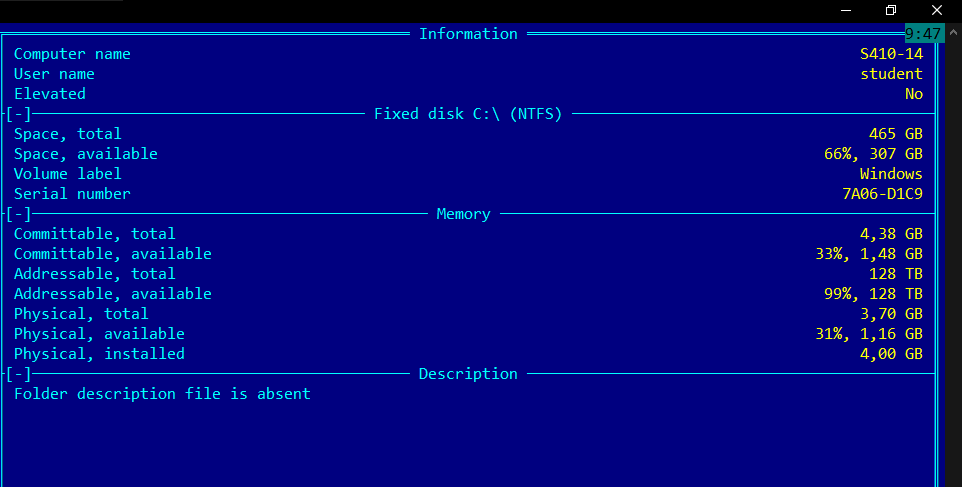 Information
9:47
Computer name S410-14
User name student
Elevated No
[-] Fixed disk C:\ (NTFS)
Space, total 465 GB
Space, available 66%, 307 GB
Volume label Windows
Serial number 7A06-D1C9
[-] Memory
Committable, total 4,38 GB
Committable, available 33%, 1,48 GB
Addressable, total 128 TB
Addressable, available 99%, 128 TB
Physical, total 3,70 GB
Physical, available 31%, 1,16 GB
Physical, installed 4,00 GB
[-] Description
Folder description file is absent